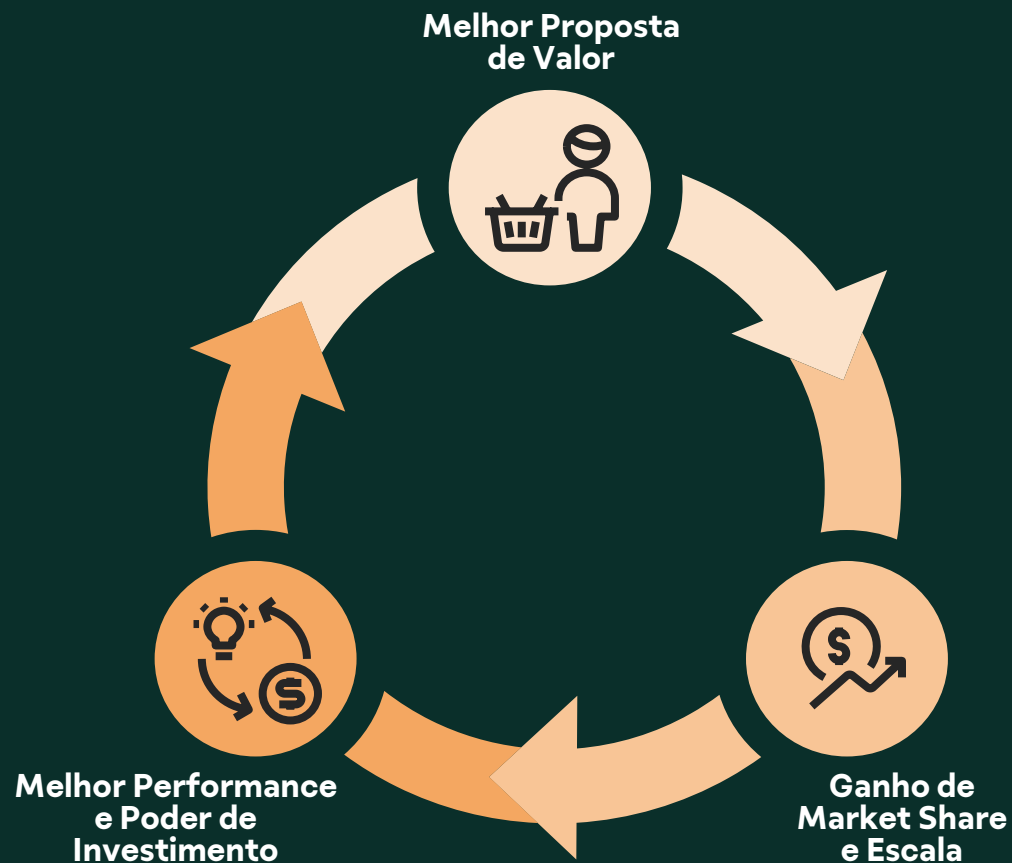 Melhor Proposta
de Valor
$
$
Melhor Performance
e Poder de
Investimento
Ganho de
Market Share
e Escala